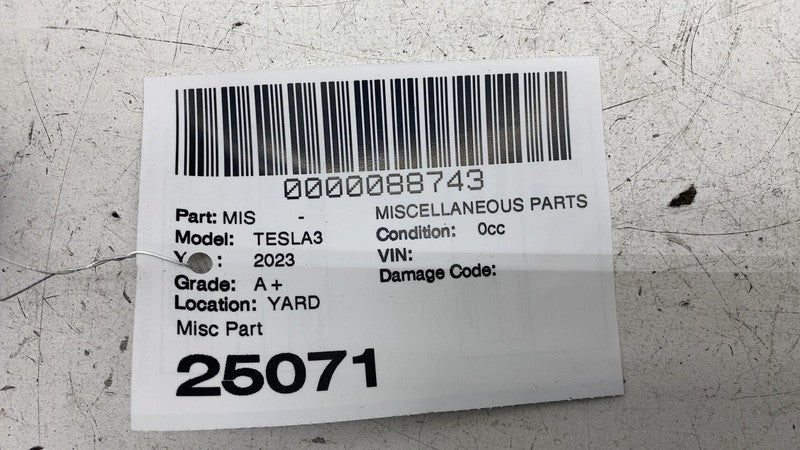 0000088743
Part: MIS - MISCELLANEOUS PARTS
Model: TESLA3 Condition: 0cc
Y : 2023 VIN:
Grade: A+ Damage Code:
Location: YARD
Misc Part
25071